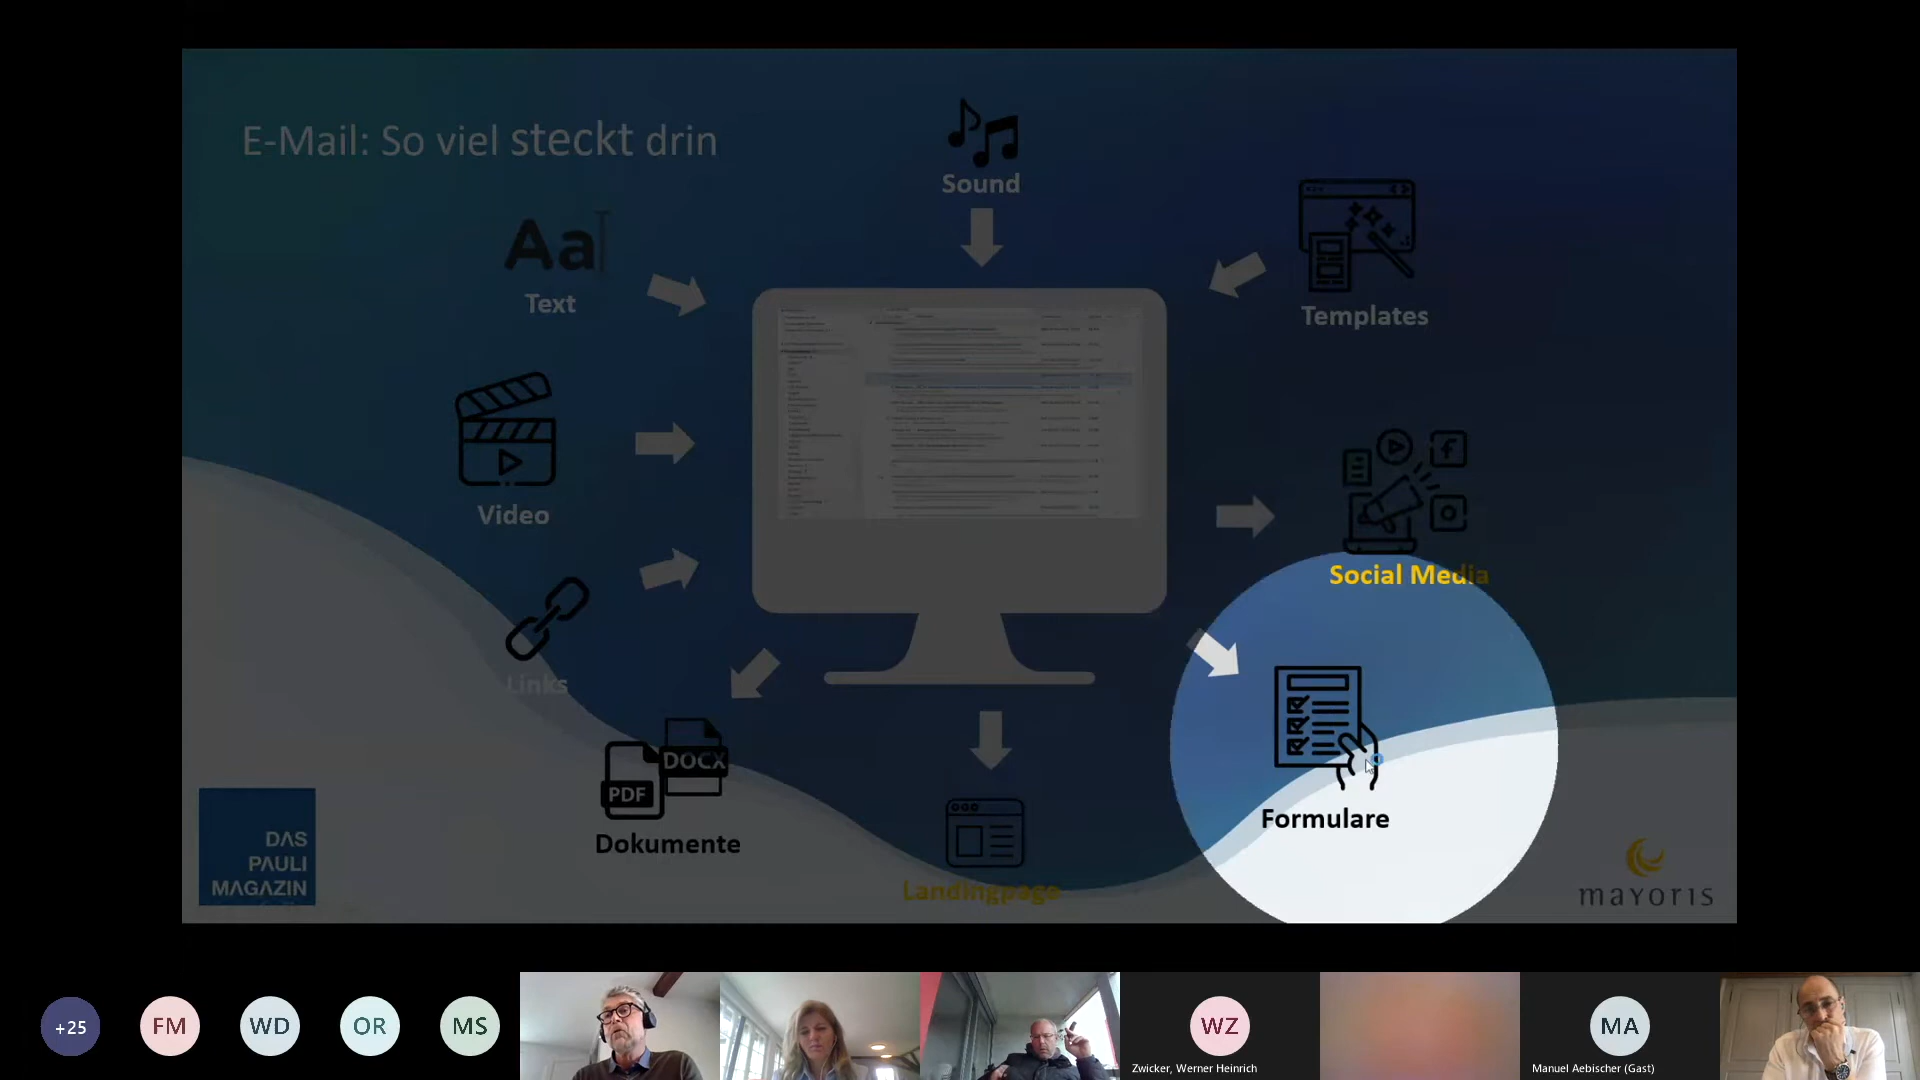 E-Mail: So viel steckt drin
Sound
Aa
Text
Templates
Video
Social Media
Links
PDF
DOCX
Dokumente
Formulare
Landingpage
DAS
PAULI
MAGAZIN
mayoris
+25
FM
WD
OR
MS
WZ
Zwicker, Werner Heinrich
MA
Manuel Aebischer (Gast)